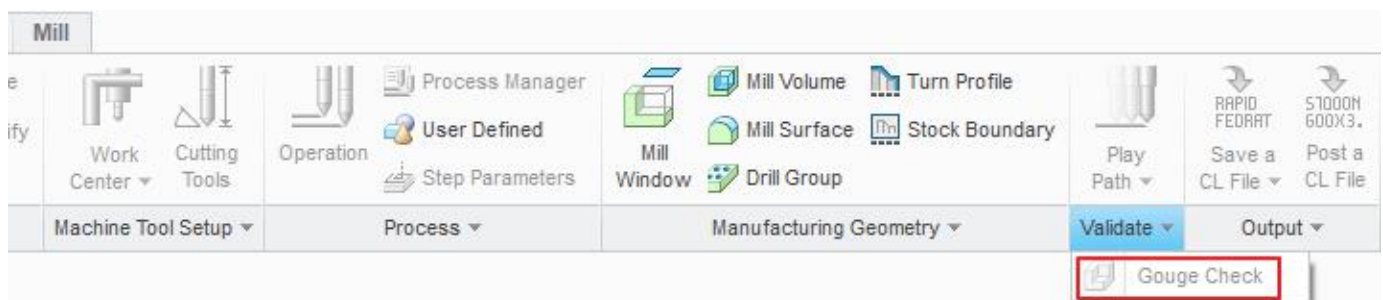 Mill
e
ify
Work
Center
Cutting
Tools
Operation
Process Manager
User Defined
Step Parameters
Mill
Window
Mill Volume
Mill Surface
Drill Group
Turn Profile
Stock Boundary
Play
Path
RAPID
FEDRAT
Save a
CL File
S1000M
G00X3.
Post a
CL File
Machine Tool Setup
Process
Manufacturing Geometry
Validate
Output
Gouge Check